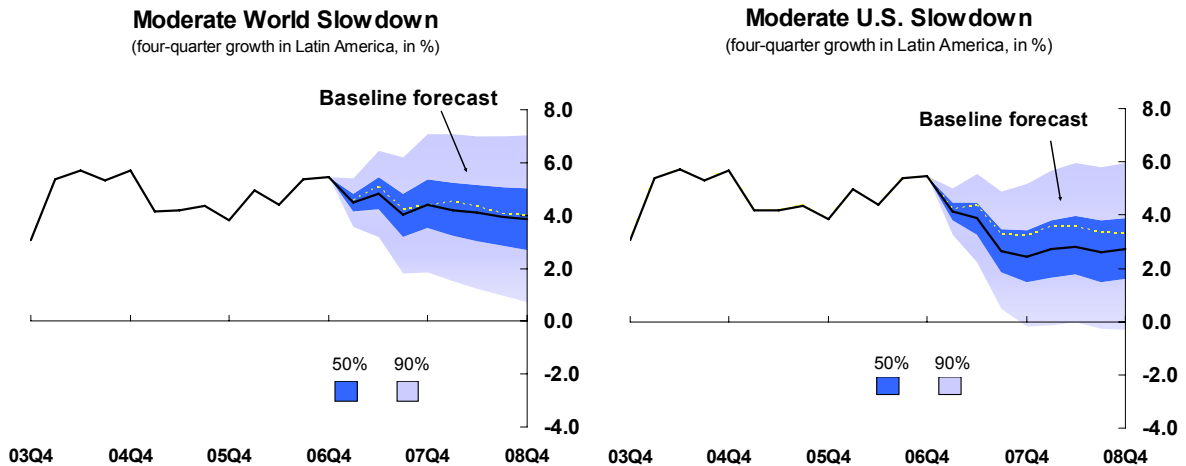 Moderate World Slowdown
(four-quarter growth in Latin America, in %)
Baseline forecast
8.0
6.0
4.0
2.0
0.0
-2.0
-4.0
50% 90%
03Q4 04Q4 05Q4 06Q4 07Q4 08Q4
Moderate U.S. Slowdown
(four-quarter growth in Latin America, in %)
Baseline forecast
8.0
6.0
4.0
2.0
0.0
-2.0
-4.0
50% 90%
03Q4 04Q4 05Q4 06Q4 07Q4 08Q4